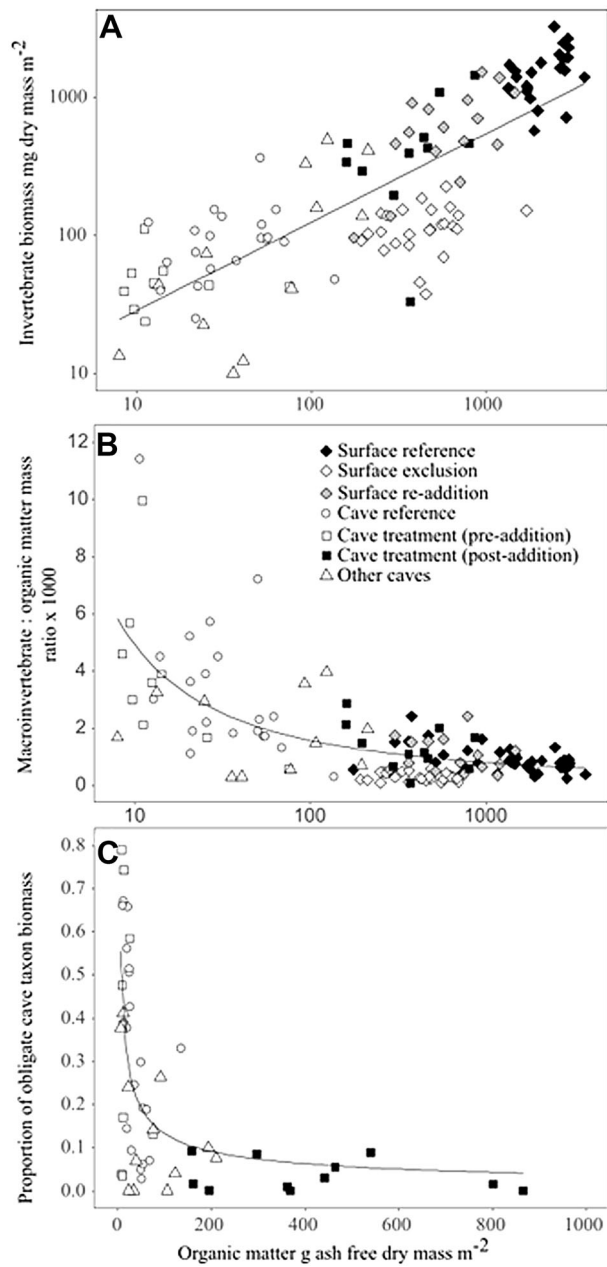 A
Invertebrate biomass mg dry mass m-2
1000
100
10
10
100
1000
B
Macroinvertebrate : organic matter mass
ratio x 1000
12
10
8
6
4
2
0
Surface reference
Surface exclusion
Surface re-addition
Cave reference
Cave treatment (pre-addition)
Cave treatment (post-addition)
Other caves
10
100
1000
C
Proportion of obligate cave taxon biomass
0.8
0.7
0.6
0.5
0.4
0.3
0.2
0.1
0.0
0
200
400
600
800
1000
Organic matter g ash free dry mass m-2